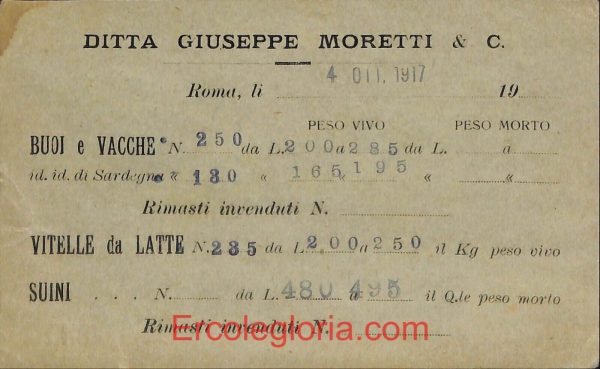 DITTA GIUSEPPE MORETTI & C.
4 OTT. 1917
Roma, lì 19
PESO VIVO PESO MORTO
BUOI e VACCHE N. 250 da L. 200 a 285 da L. a
id. id. di Sardegna « 130 « 165, 195 « «
Rimasti invenduti N.
VITELLE da LATTE N. 235 da L. 200 a 250 il Kg peso vivo
SUINI . . . N. da L. 480 a 495 il Q.le peso morto
Rimasti invenduti N.
Ercolegloria.com